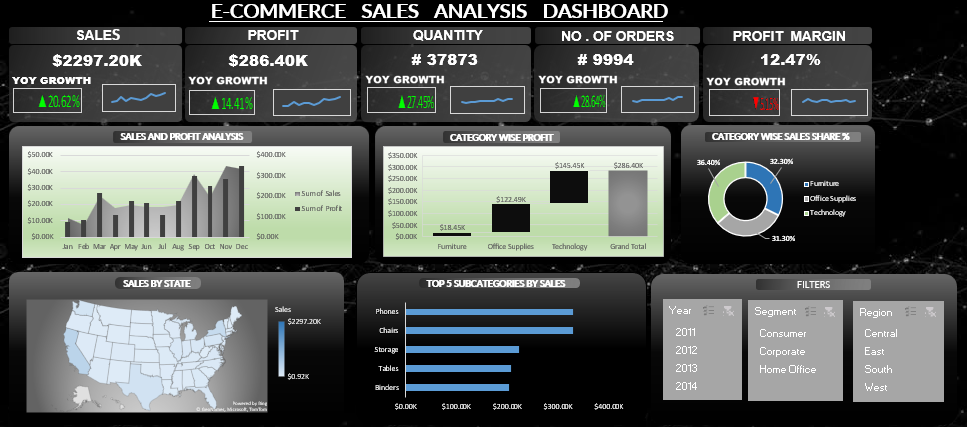 E-COMMERCE SALES ANALYSIS DASHBOARD
SALES
$2297.20K
YOY GROWTH
▲ 20.62%
PROFIT
$286.40K
YOY GROWTH
▲ 14.41%
QUANTITY
# 37873
YOY GROWTH
▲ 27.45%
NO . OF ORDERS
# 9994
YOY GROWTH
▲ 28.64%
PROFIT MARGIN
12.47%
YOY GROWTH
SALES AND PROFIT ANALYSIS
$50.00K
$40.00K
$30.00K
$20.00K
$10.00K
$0.00K
$400.00K
$300.00K
$200.00K
$100.00K
$0.00K
Sum of Sales
Sum of Profit
Jan Feb Mar Apr May Jun Jul Aug Sep Oct Nov Dec
CATEGORY WISE PROFIT
$350.00K
$300.00K
$250.00K
$200.00K
$150.00K
$100.00K
$50.00K
$0.00K
$18.45K
$122.49K
$145.45K
$286.40K
Furniture Office Supplies Technology Grand Total
CATEGORY WISE SALES SHARE %
36.40%
32.30%
31.30%
Furniture
Office Supplies
Technology
SALES BY STATE
Sales
$2297.20K
$0.92K
Powered by Bing
© GeoNames, Microsoft, TomTom
TOP 5 SUBCATEGORIES BY SALES
Phones
Chairs
Storage
Tables
Binders
$0.00K $100.00K $200.00K $300.00K $400.00K
FILTERS
Year
2011
2012
2013
2014
Segment
Consumer
Corporate
Home Office
Region
Central
East
South
West